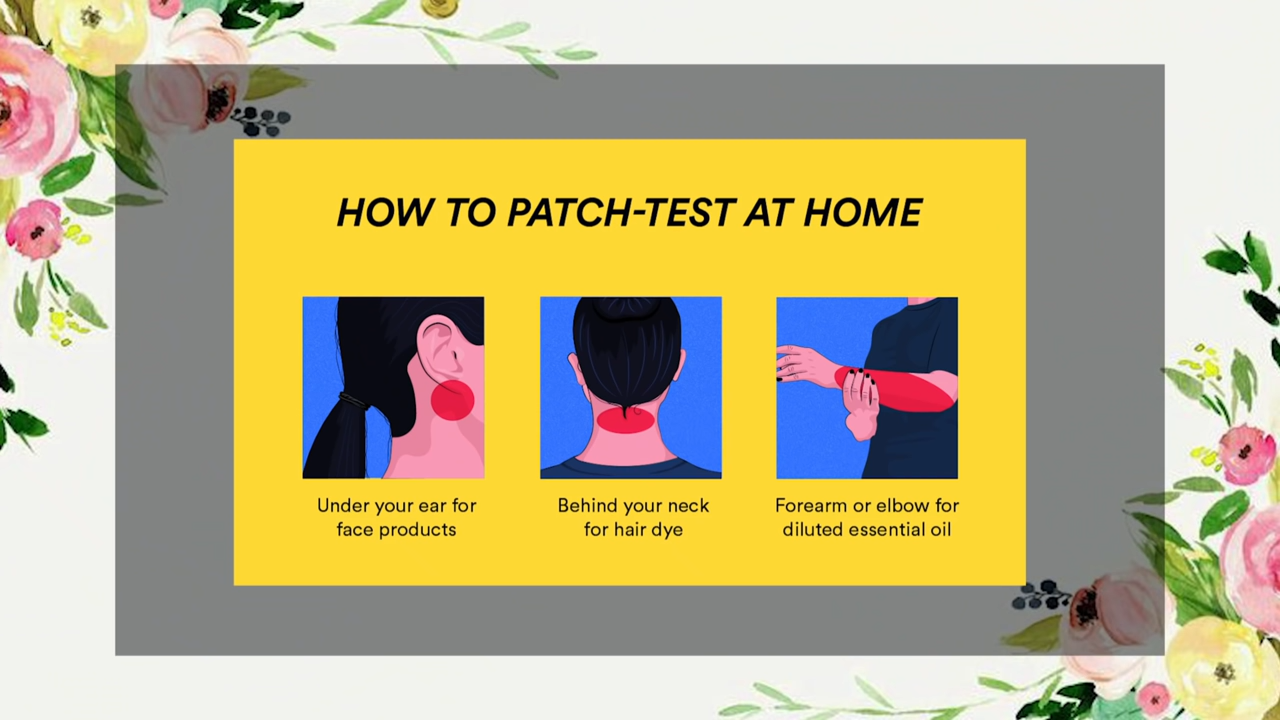 HOW TO PATCH-TEST AT HOME
Under your ear for
face products
Behind your neck
for hair dye
Forearm or elbow for
diluted essential oil